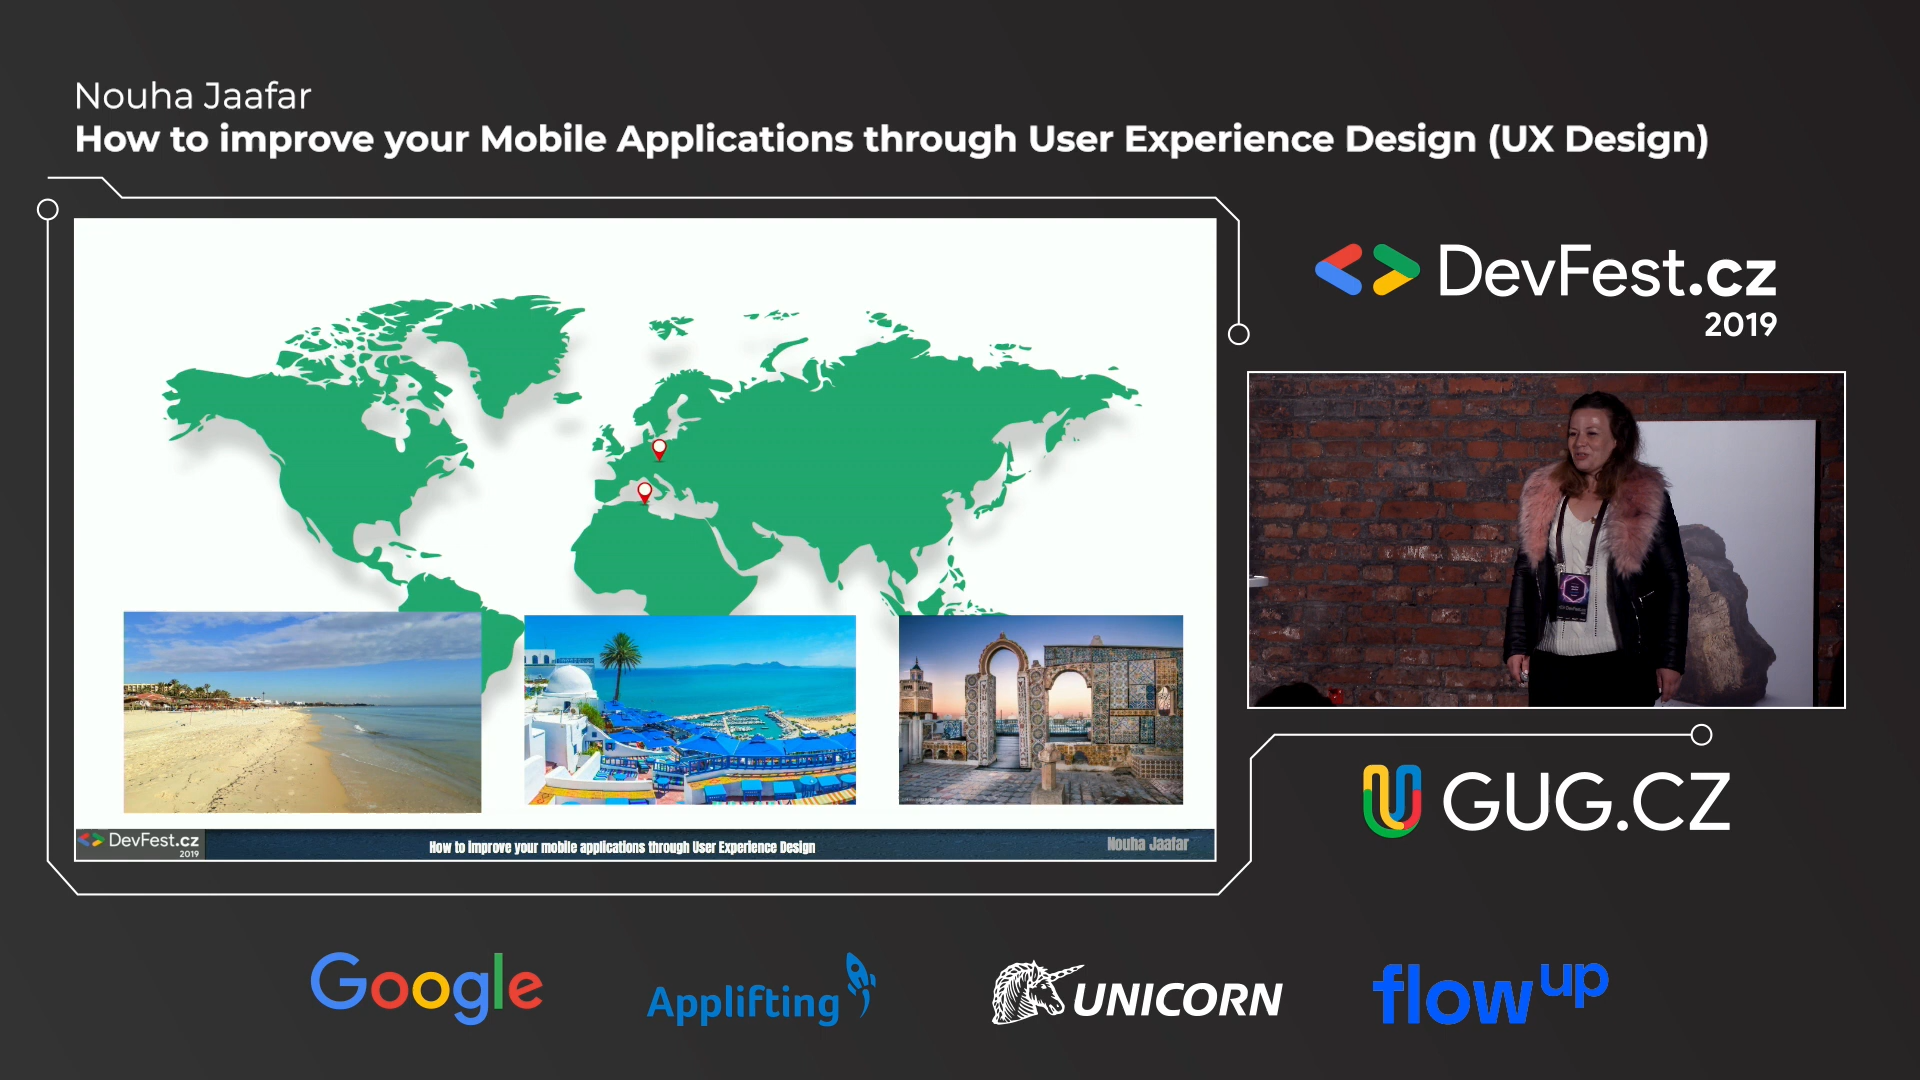 Nouha Jaafar
How to improve your Mobile Applications through User Experience Design (UX Design)
DevFest.cz
2019
DevFest.cz
2019
How to improve your mobile applications through User Experience Design
Nouha Jaafar
GUG.CZ
Google
Applifting
UNICORN
flowup